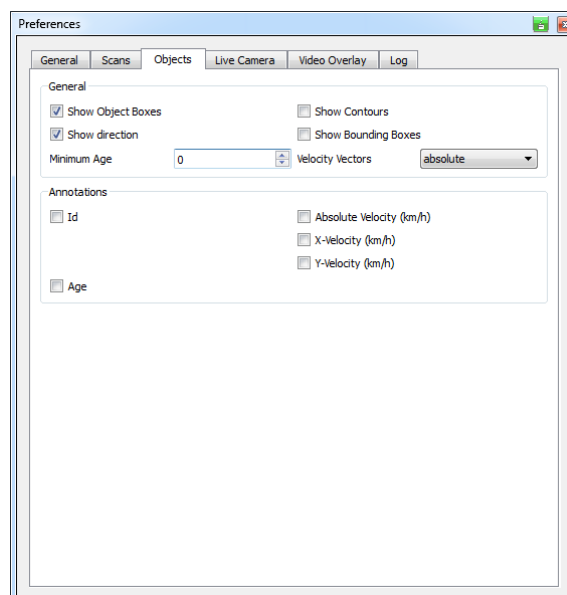 Preferences
General Scans Objects Live Camera Video Overlay Log
General
Show Object Boxes Show Contours
Show direction Show Bounding Boxes
Minimum Age 0 Velocity Vectors absolute
Annotations
Id Absolute Velocity (km/h)
X-Velocity (km/h)
Y-Velocity (km/h)
Age